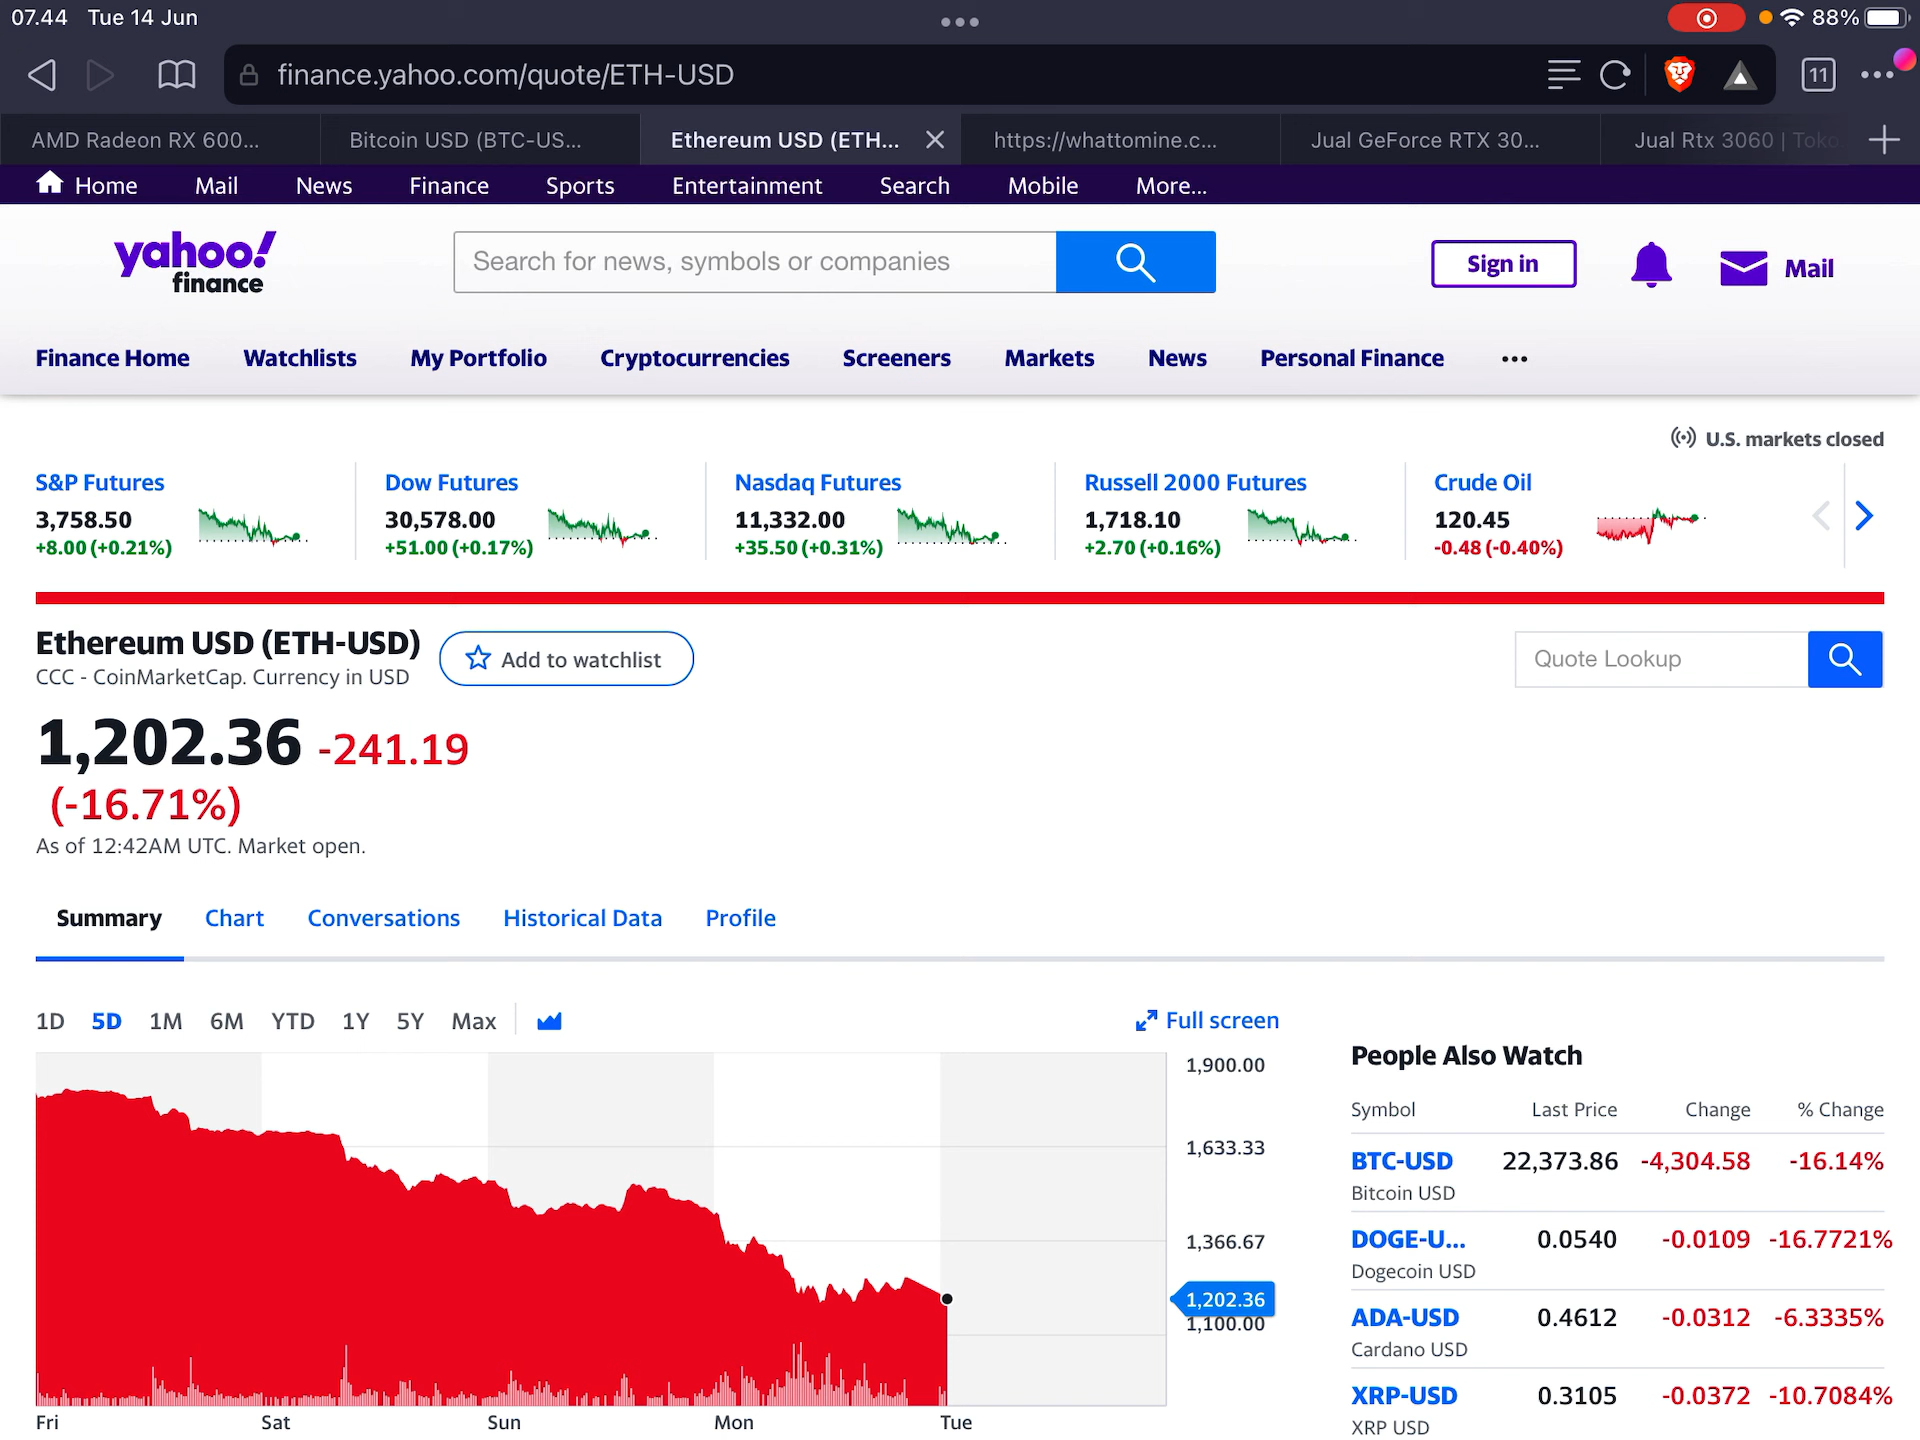 07.44 Tue 14 Jun
88%
finance.yahoo.com/quote/ETH-USD
11
AMD Radeon RX 600...
Bitcoin USD (BTC-US...
Ethereum USD (ETH...
https://whattomine.c...
Jual GeForce RTX 30...
Jual Rtx 3060 | Toko
Home Mail News Finance Sports Entertainment Search Mobile More...
yahoo!
finance
Search for news, symbols or companies
Sign in
Mail
Finance Home Watchlists My Portfolio Cryptocurrencies Screeners Markets News Personal Finance
U.S. markets closed
S&P Futures
3,758.50
+8.00 (+0.21%)
Dow Futures
30,578.00
+51.00 (+0.17%)
Nasdaq Futures
11,332.00
+35.50 (+0.31%)
Russell 2000 Futures
1,718.10
+2.70 (+0.16%)
Crude Oil
120.45
-0.48 (-0.40%)
Ethereum USD (ETH-USD)
CCC - CoinMarketCap. Currency in USD
Add to watchlist
Quote Lookup
1,202.36 -241.19
(-16.71%)
As of 12:42AM UTC. Market open.
Summary Chart Conversations Historical Data Profile
1D 5D 1M 6M YTD 1Y 5Y Max
Full screen
1,900.00
1,633.33
1,366.67
1,202.36
1,100.00
Fri Sat Sun Mon Tue
People Also Watch
Symbol Last Price Change % Change
BTC-USD 22,373.86 -4,304.58 -16.14%
Bitcoin USD
DOGE-U... 0.0540 -0.0109 -16.7721%
Dogecoin USD
ADA-USD 0.4612 -0.0312 -6.3335%
Cardano USD
XRP-USD 0.3105 -0.0372 -10.7084%
XRP USD